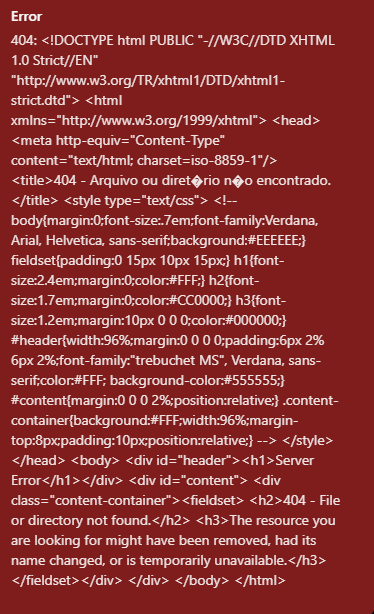 Error
404: <!DOCTYPE html PUBLIC "-//W3C//DTD XHTML
1.0 Strict//EN"
"http://www.w3.org/TR/xhtml1/DTD/xhtml1-
strict.dtd"> <html
xmlns="http://www.w3.org/1999/xhtml"> <head>
<meta http-equiv="Content-Type"
content="text/html; charset=iso-8859-1"/>
<title>404 - Arquivo ou diret�rio n�o encontrado.
</title> <style type="text/css"> <!--
body{margin:0;font-size:.7em;font-family:Verdana,
Arial, Helvetica, sans-serif;background:#EEEEEE;}
fieldset{padding:0 15px 10px 15px;} h1{font-
size:2.4em;margin:0;color:#FFF;} h2{font-
size:1.7em;margin:0;color:#CC0000;} h3{font-
size:1.2em;margin:10px 0 0 0;color:#000000;}
#header{width:96%;margin:0 0 0 0;padding:6px 2%
6px 2%;font-family:"trebuchet MS", Verdana, sans-
serif;color:#FFF; background-color:#555555;}
#content{margin:0 0 0 2%;position:relative;} .content-
container{background:#FFF;width:96%;margin-
top:8px;padding:10px;position:relative;} --> </style>
</head> <body> <div id="header"><h1>Server
Error</h1></div> <div id="content"> <div
class="content-container"><fieldset> <h2>404 - File
or directory not found.</h2> <h3>The resource you
are looking for might have been removed, had its
name changed, or is temporarily unavailable.</h3>
</fieldset></div> </div> </body> </html>